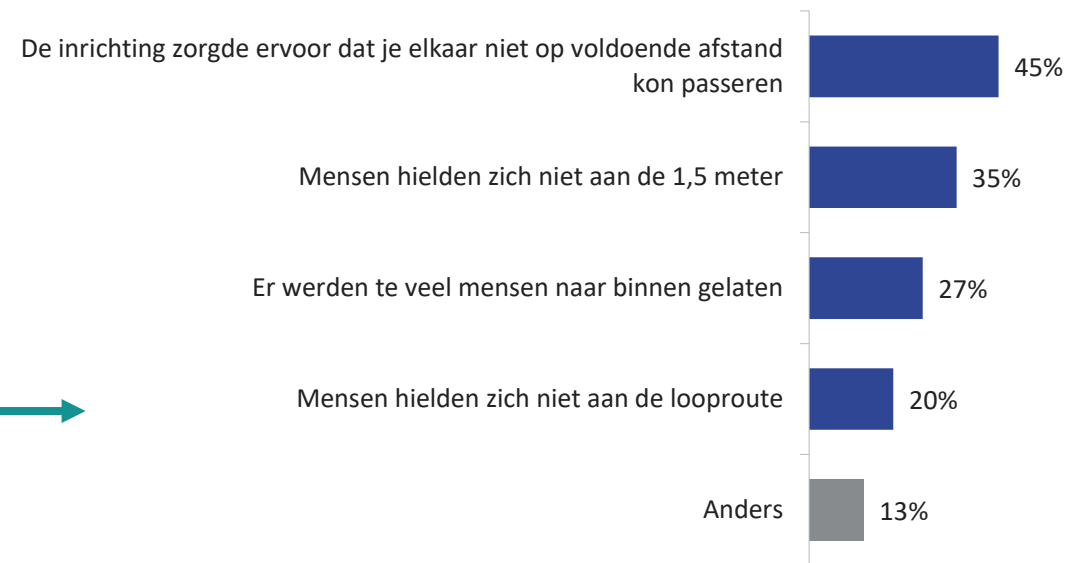 De inrichting zorgde ervoor dat je elkaar niet op voldoende afstand
kon passeren
45%
Mensen hielden zich niet aan de 1,5 meter
35%
Er werden te veel mensen naar binnen gelaten
27%
Mensen hielden zich niet aan de looproute
20%
Anders
13%